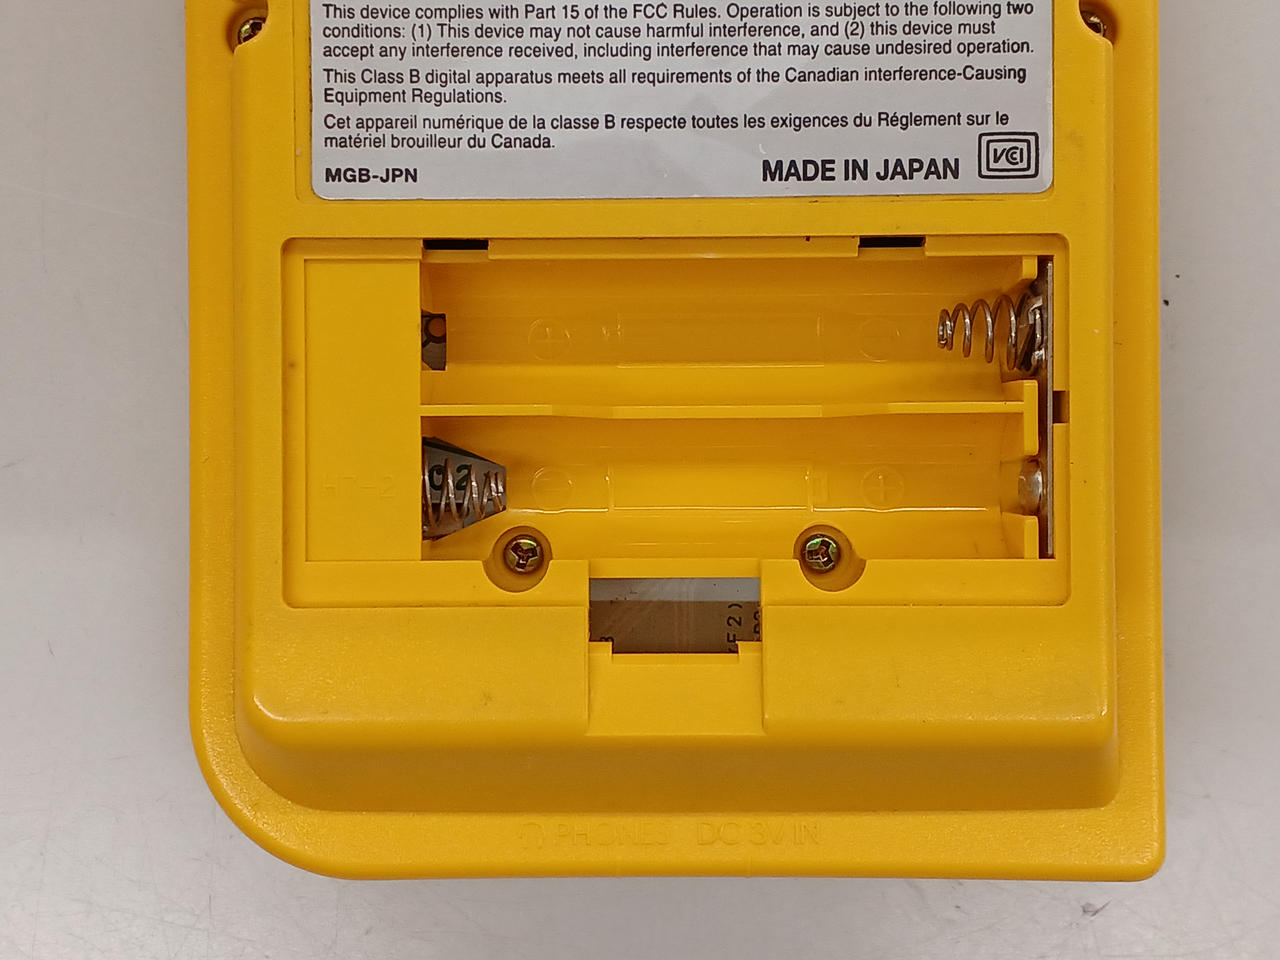 This device complies with Part 15 of the FCC Rules. Operation is subject to the following two
conditions: (1) This device may not cause harmful interference, and (2) this device must
accept any interference received, including interference that may cause undesired operation.
This Class B digital apparatus meets all requirements of the Canadian interference-Causing
Equipment Regulations.
Cet appareil numérique de la classe B respecte toutes les exigences du Réglement sur le
matériel brouilleur du Canada.
MGB-JPN
MADE IN JAPAN
VCI
02
F2)
PHONES DC 3V IN